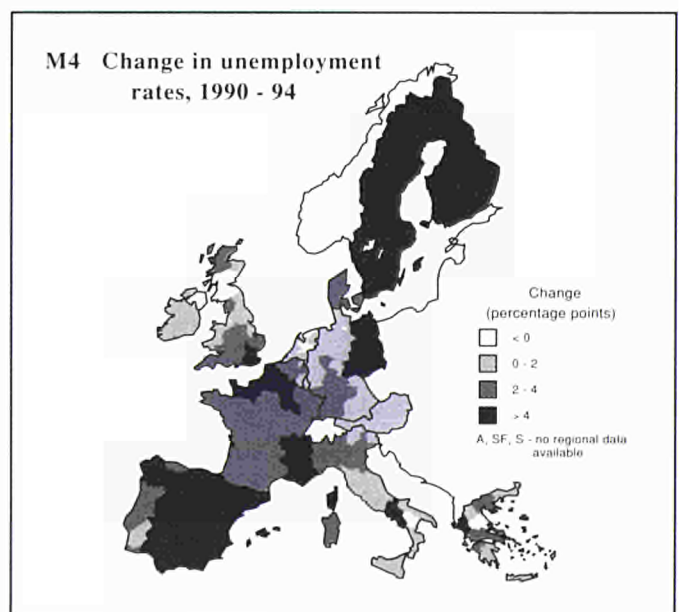 M4 Change in unemployment
rates, 1990 - 94
Change
(percentage points)
< 0
0 - 2
2 - 4
> 4
A, SF, S - no regional data
available